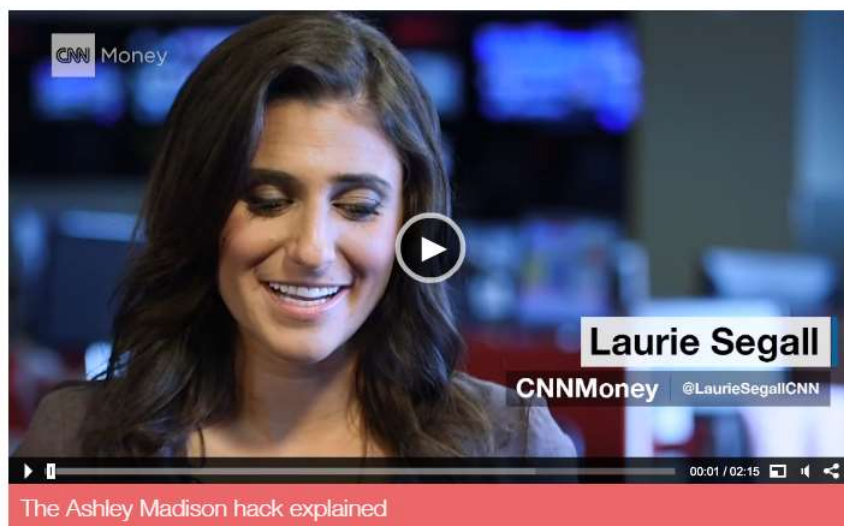 CNN Money
Laurie Segall
CNNMoney @LaurieSegallCNN
00:01 / 02:15
The Ashley Madison hack explained